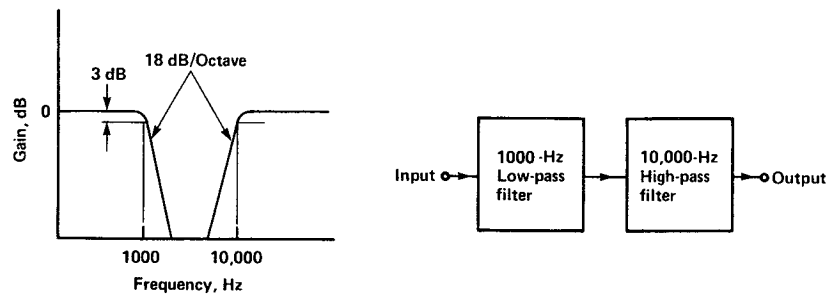 18 dB/Octave
3 dB
0
Gain, dB
1000
10,000
Frequency, Hz
Input
1000-Hz
Low-pass
filter
10,000-Hz
High-pass
filter
Output